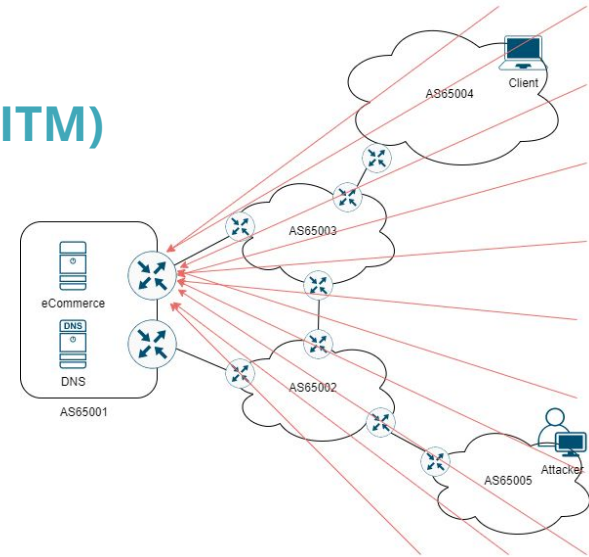 ITM)
AS65004
Client
AS65003
eCommerce
DNS
DNS
AS65001
AS65002
AS65005
Attacker